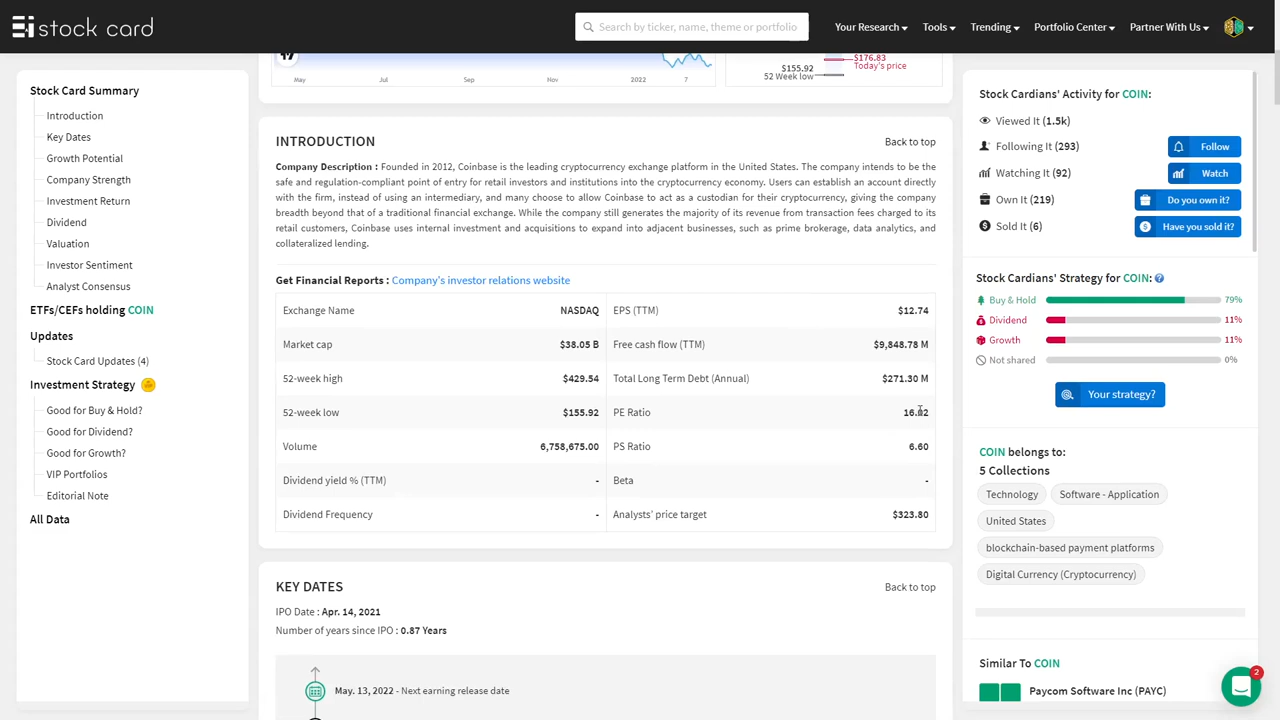 stock card
Search by ticker, name, theme or portfolio
Your Research
Tools
Trending
Portfolio Center
Partner With Us
Stock Card Summary
Introduction
Key Dates
Growth Potential
Company Strength
Investment Return
Dividend
Valuation
Investor Sentiment
Analyst Consensus
ETFs/CEFs holding COIN
Updates
Stock Card Updates (4)
Investment Strategy
Good for Buy & Hold?
Good for Dividend?
Good for Growth?
VIP Portfolios
Editorial Note
All Data
17
May Jul Sep Nov 2022 7
$155.92
52 Week low
$176.83
Today's price
INTRODUCTION
Back to top
Company Description : Founded in 2012, Coinbase is the leading cryptocurrency exchange platform in the United States. The company intends to be the
safe and regulation-compliant point of entry for retail investors and institutions into the cryptocurrency economy. Users can establish an account directly
with the firm, instead of using an intermediary, and many choose to allow Coinbase to act as a custodian for their cryptocurrency, giving the company
breadth beyond that of a traditional financial exchange. While the company still generates the majority of its revenue from transaction fees charged to its
retail customers, Coinbase uses internal investment and acquisitions to expand into adjacent businesses, such as prime brokerage, data analytics, and
collateralized lending.
Get Financial Reports : Company's investor relations website
Exchange Name NASDAQ EPS (TTM) $12.74
Market cap $38.05 B Free cash flow (TTM) $9,848.78 M
52-week high $429.54 Total Long Term Debt (Annual) $271.30 M
52-week low $155.92 PE Ratio
Volume 6,758,675.00 PS Ratio 6.60
Dividend yield % (TTM) - Beta -
Dividend Frequency - Analysts' price target $323.80
KEY DATES
Back to top
IPO Date : Apr. 14, 2021
Number of years since IPO : 0.87 Years
May. 13, 2022 - Next earning release date
Stock Cardians' Activity for COIN:
Viewed It (1.5k)
Following It (293) Follow
Watching It (92) Watch
Own It (219) Do you own it?
Sold It (6) Have you sold it?
Stock Cardians' Strategy for COIN:
Buy & Hold 79%
Dividend 11%
Growth 11%
Not shared 0%
Your strategy?
COIN belongs to:
5 Collections
Technology
Software - Application
United States
blockchain-based payment platforms
Digital Currency (Cryptocurrency)
Similar To COIN
Paycom Software Inc (PAYC)
2